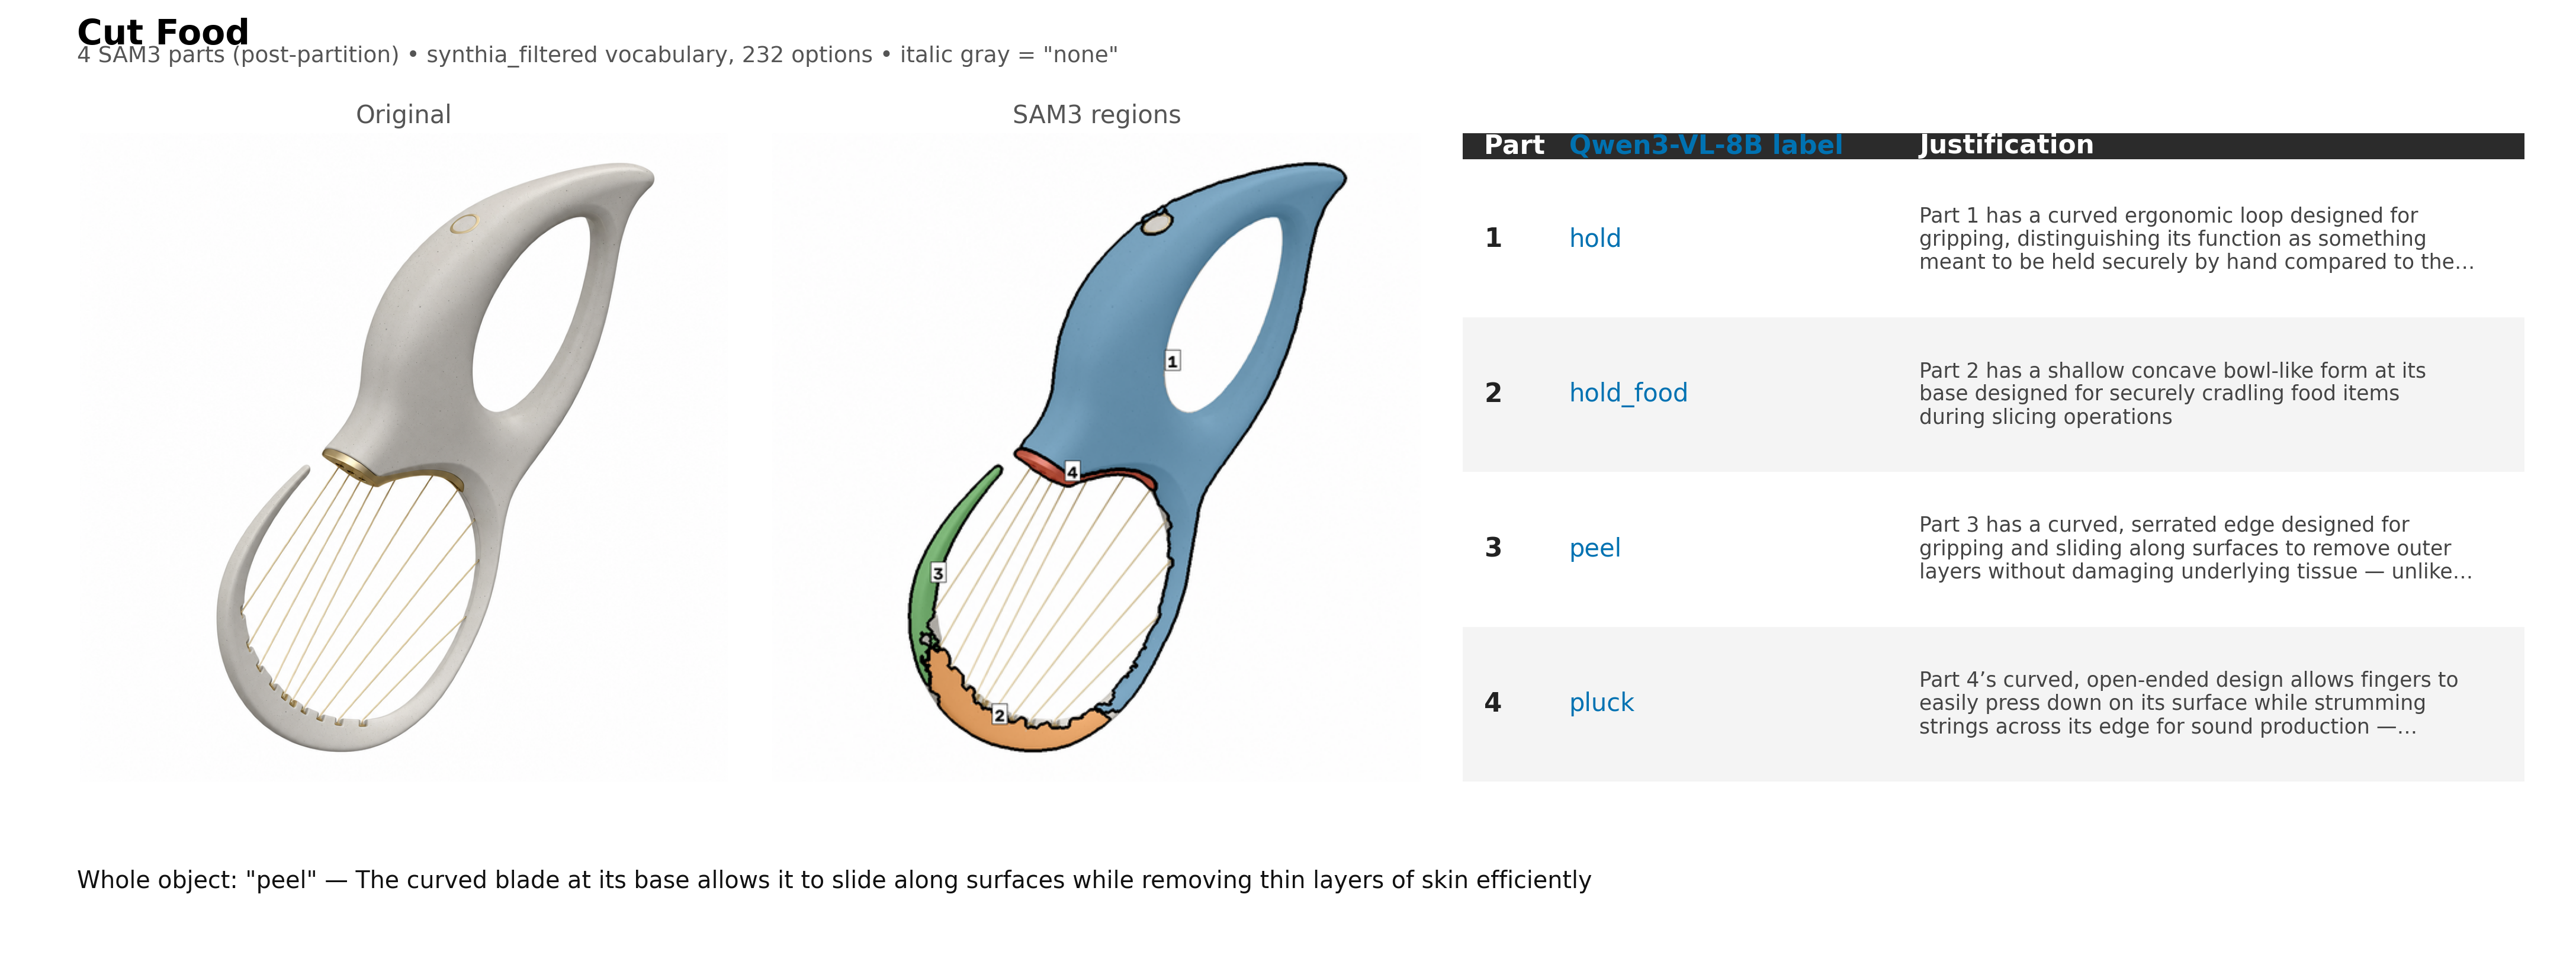 Cut Food
4 SAM3 parts (post-partition) • synthia_filtered vocabulary, 232 options • italic gray = "none"
Original
SAM3 regions
Part Qwen3-VL-8B label Justification
1 hold
Part 1 has a curved ergonomic loop designed for
gripping, distinguishing its function as something
meant to be held securely by hand compared to the…
2 hold_food
Part 2 has a shallow concave bowl-like form at its
base designed for securely cradling food items
during slicing operations
3 peel
Part 3 has a curved, serrated edge designed for
gripping and sliding along surfaces to remove outer
layers without damaging underlying tissue — unlike…
4 pluck
Part 4’s curved, open-ended design allows fingers to
easily press down on its surface while strumming
strings across its edge for sound production —…
1
4
3
2
Whole object: "peel" — The curved blade at its base allows it to slide along surfaces while removing thin layers of skin efficiently